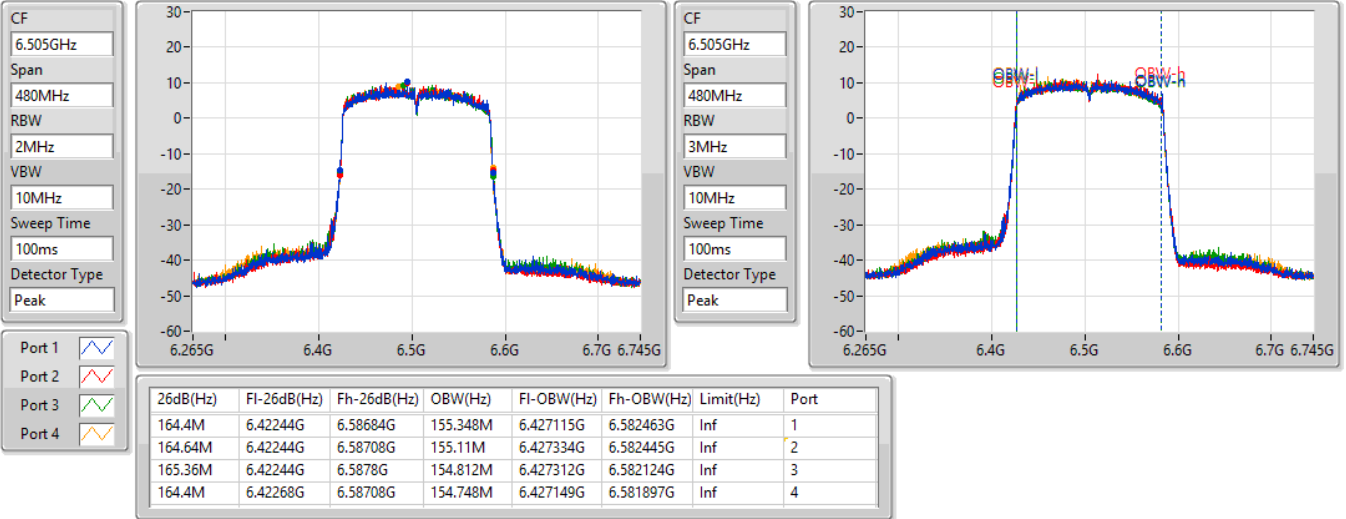 CF
6.505GHz
Span
480MHz
RBW
2MHz
VBW
10MHz
Sweep Time
100ms
Detector Type
Peak
30
20
10
0
-10
-20
-30
-40
-50
-60
6.265G 6.4G 6.5G 6.6G 6.7G 6.745G
CF
6.505GHz
Span
480MHz
RBW
3MHz
VBW
10MHz
Sweep Time
100ms
Detector Type
Peak
30
20
10
0
-10
-20
-30
-40
-50
-60
OBW-l OBW-h
OBW-h
6.265G 6.4G 6.5G 6.6G 6.7G 6.745G
Port 1
Port 2
Port 3
Port 4
26dB(Hz) Fl-26dB(Hz) Fh-26dB(Hz) OBW(Hz) Fl-OBW(Hz) Fh-OBW(Hz) Limit(Hz) Port
164.4M 6.42244G 6.58684G 155.348M 6.427115G 6.582463G Inf 1
164.64M 6.42244G 6.58708G 155.11M 6.427334G 6.582445G Inf 2
165.36M 6.42244G 6.5878G 154.812M 6.427312G 6.582124G Inf 3
164.4M 6.42268G 6.58708G 154.748M 6.427149G 6.581897G Inf 4